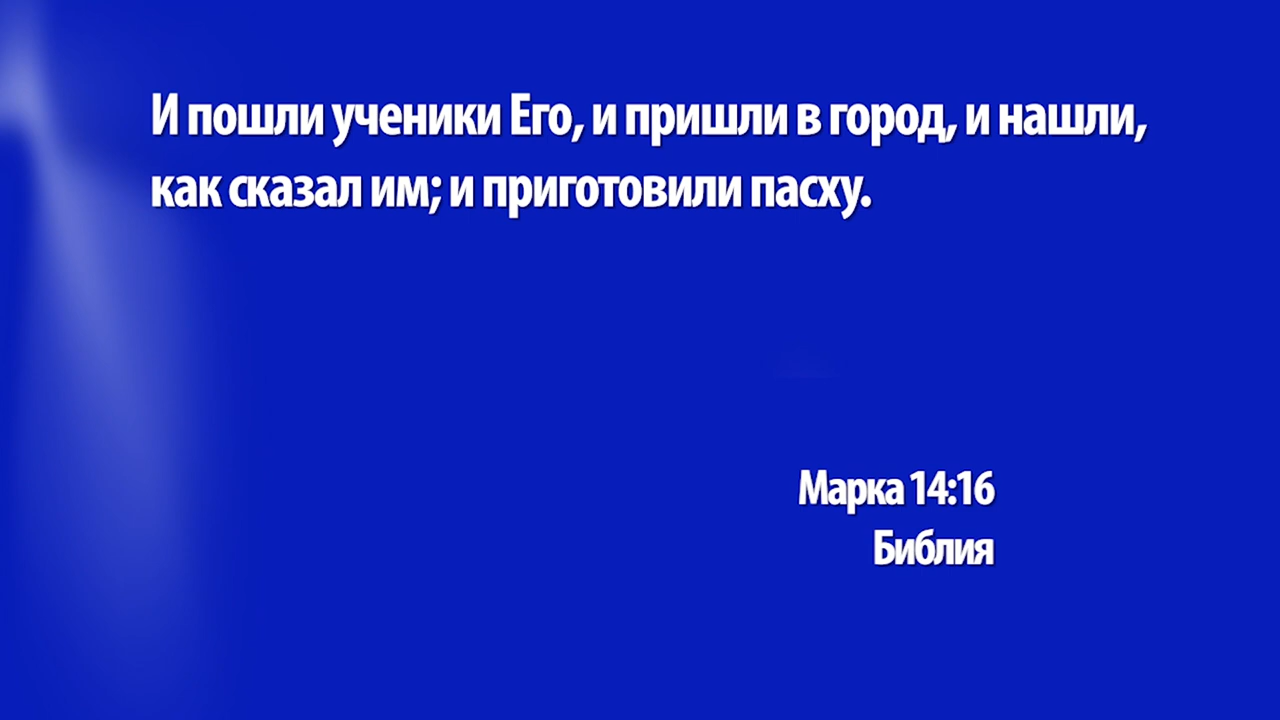 И пошли ученики Его, и пришли в город, и нашли,
как сказал им; и приготовили пасху.
Марка 14:16
Библия